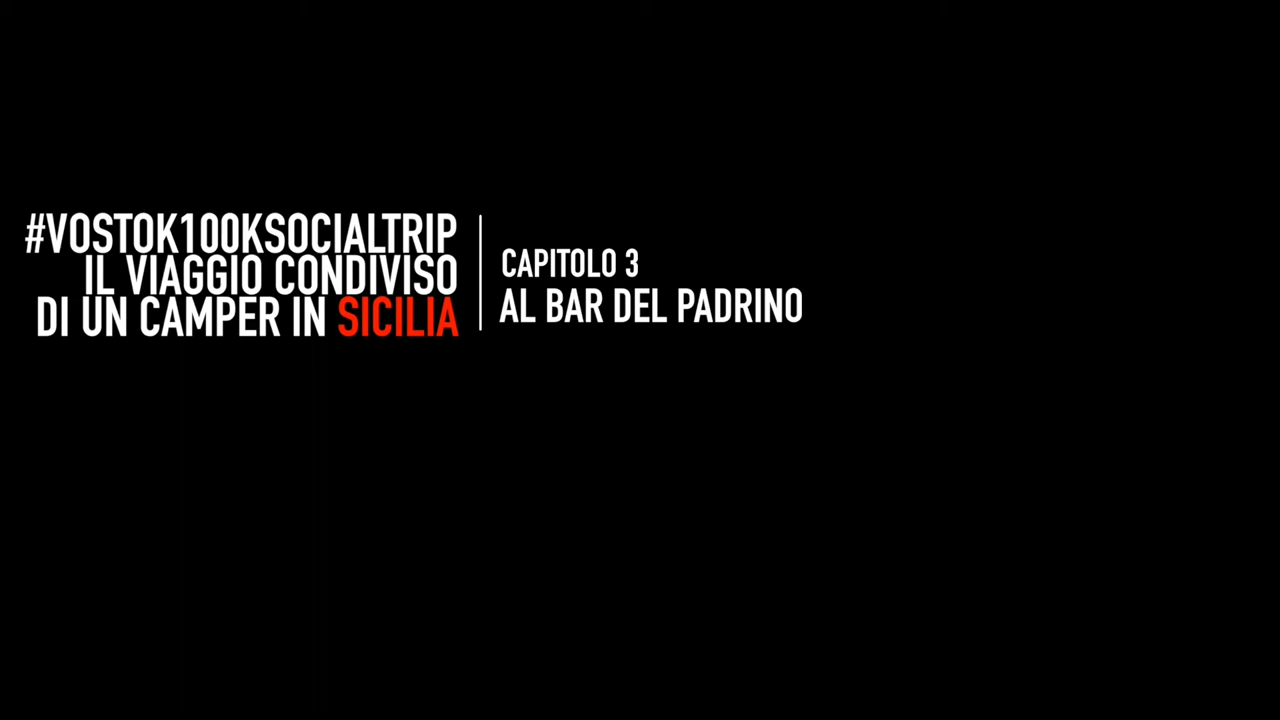 #VOSTOK100KSOCIALTRIP
IL VIAGGIO CONDIVISO
DI UN CAMPER IN SICILIA
CAPITOLO 3
AL BAR DEL PADRINO